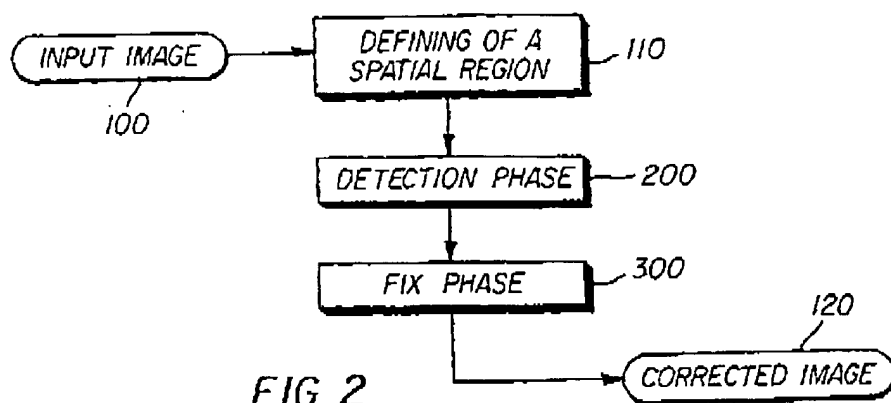 INPUT IMAGE
100
DEFINING OF A
SPATIAL REGION
110
DETECTION PHASE
200
FIX PHASE
300
120
CORRECTED IMAGE
FIG. 2